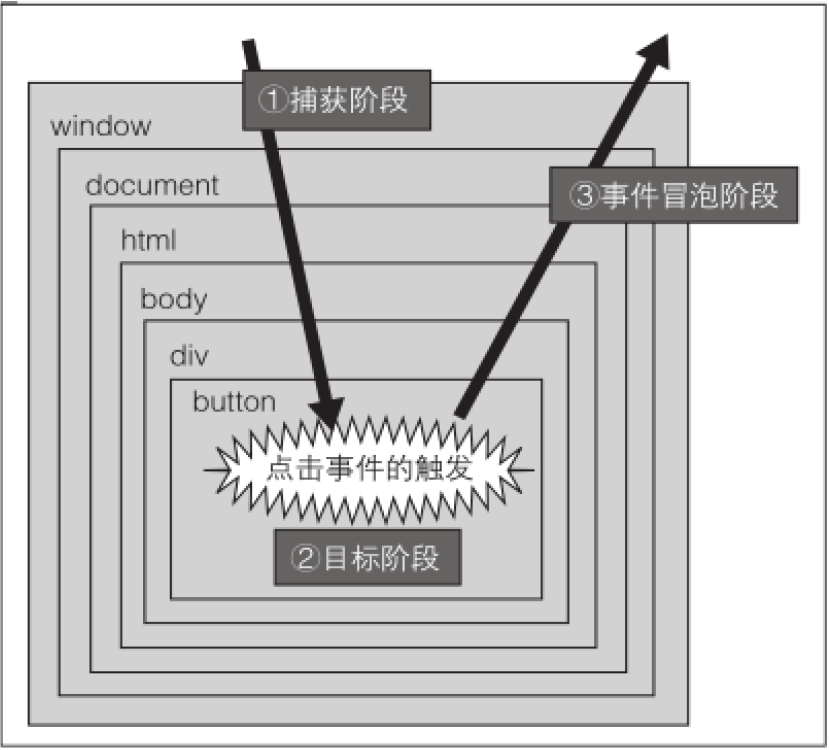 ①捕获阶段
window
document
③事件冒泡阶段
html
body
div
button
点击事件的触发
②目标阶段